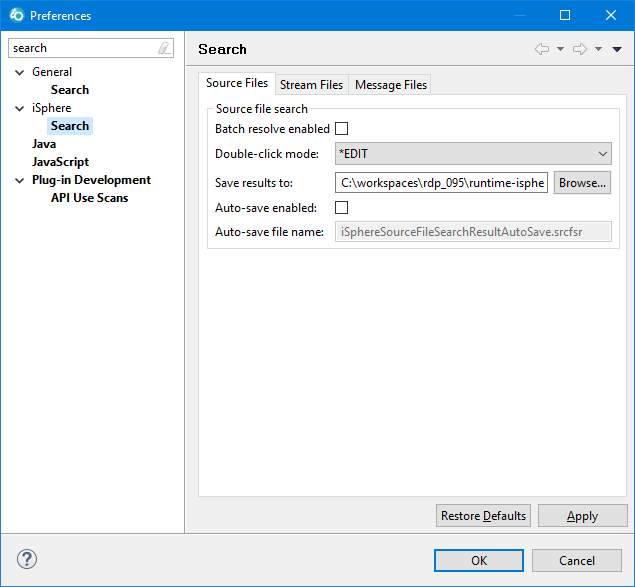 Preferences
search
General
Search
iSphere
Search
Java
JavaScript
Plug-in Development
API Use Scans
Search
Source Files
Stream Files
Message Files
Source file search
Batch resolve enabled
Double-click mode:
*EDIT
Save results to:
C:\workspaces\rdp_095\runtime-isphe
Browse...
Auto-save enabled:
Auto-save file name:
iSphereSourceFileSearchResultAutoSave.srcfsr
Restore Defaults
Apply
?
OK
Cancel